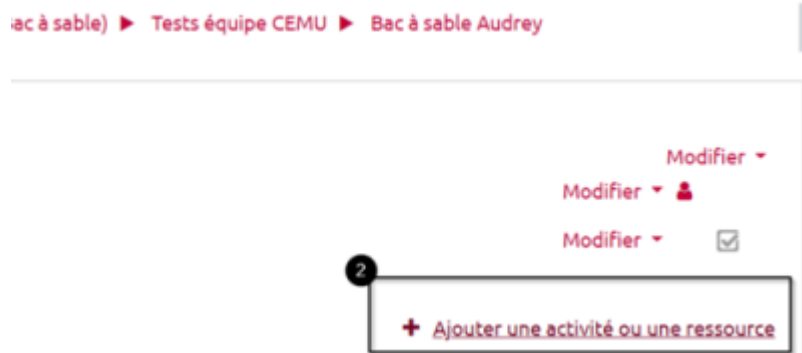 ac à sable) ▶ Tests équipe CEMU ▶ Bac à sable Audrey
Modifier
Modifier
Modifier
2
+ Ajouter une activité ou une ressource